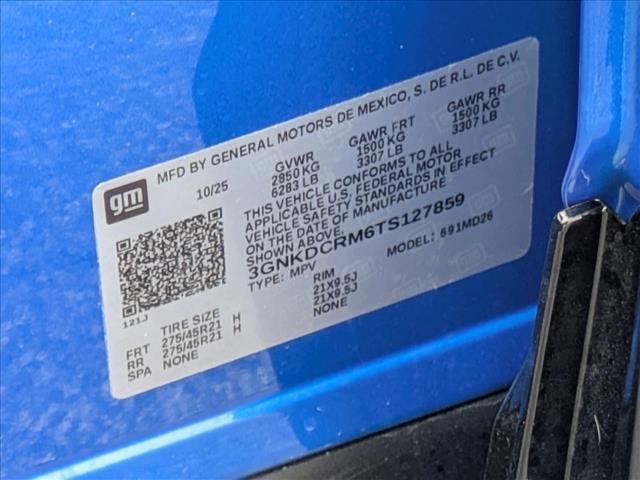 MFD BY GENERAL MOTORS DE MEXICO, S. DE R.L. DE C.V.
gm
10/25
GVWR GAWR FRT GAWR RR
2850 KG 1500 KG 1500 KG
6283 LB 3307 LB 3307 LB
THIS VEHICLE CONFORMS TO ALL
APPLICABLE U.S. FEDERAL MOTOR
VEHICLE SAFETY STANDARDS IN EFFECT
ON THE DATE OF MANUFACTURE
SHOWN ABOVE.
3GNKDCRM6TS127859
TYPE: MPV MODEL: 691MD26
121J
TIRE SIZE RIM
FRT 275/45R21 H 21X9.5J
RR 275/45R21 H 21X9.5J
SPA NONE NONE